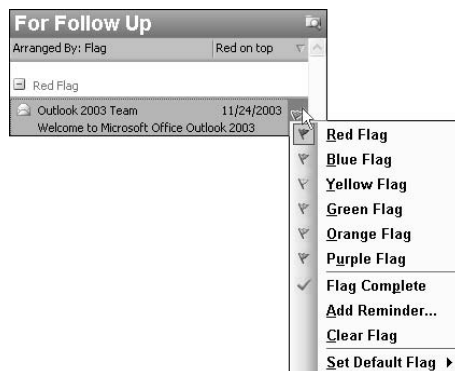 For Follow Up
Arranged By: Flag Red on top
Red Flag
Outlook 2003 Team 11/24/2003
Welcome to Microsoft Office Outlook 2003
Red Flag
Blue Flag
Yellow Flag
Green Flag
Orange Flag
Purple Flag
Flag Complete
Add Reminder...
Clear Flag
Set Default Flag